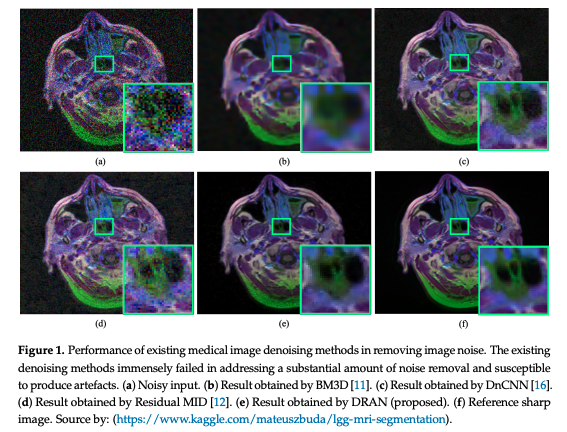 (a)
(b)
(c)
(d)
(e)
(f)
Figure 1. Performance of existing medical image denoising methods in removing image noise. The existing
denoising methods immensely failed in addressing a substantial amount of noise removal and susceptible
to produce artefacts. (a) Noisy input. (b) Result obtained by BM3D [11]. (c) Result obtained by DnCNN [16].
(d) Result obtained by Residual MID [12]. (e) Result obtained by DRAN (proposed). (f) Reference sharp
image. Source by: (https://www.kaggle.com/mateuszbuda/lgg-mri-segmentation).